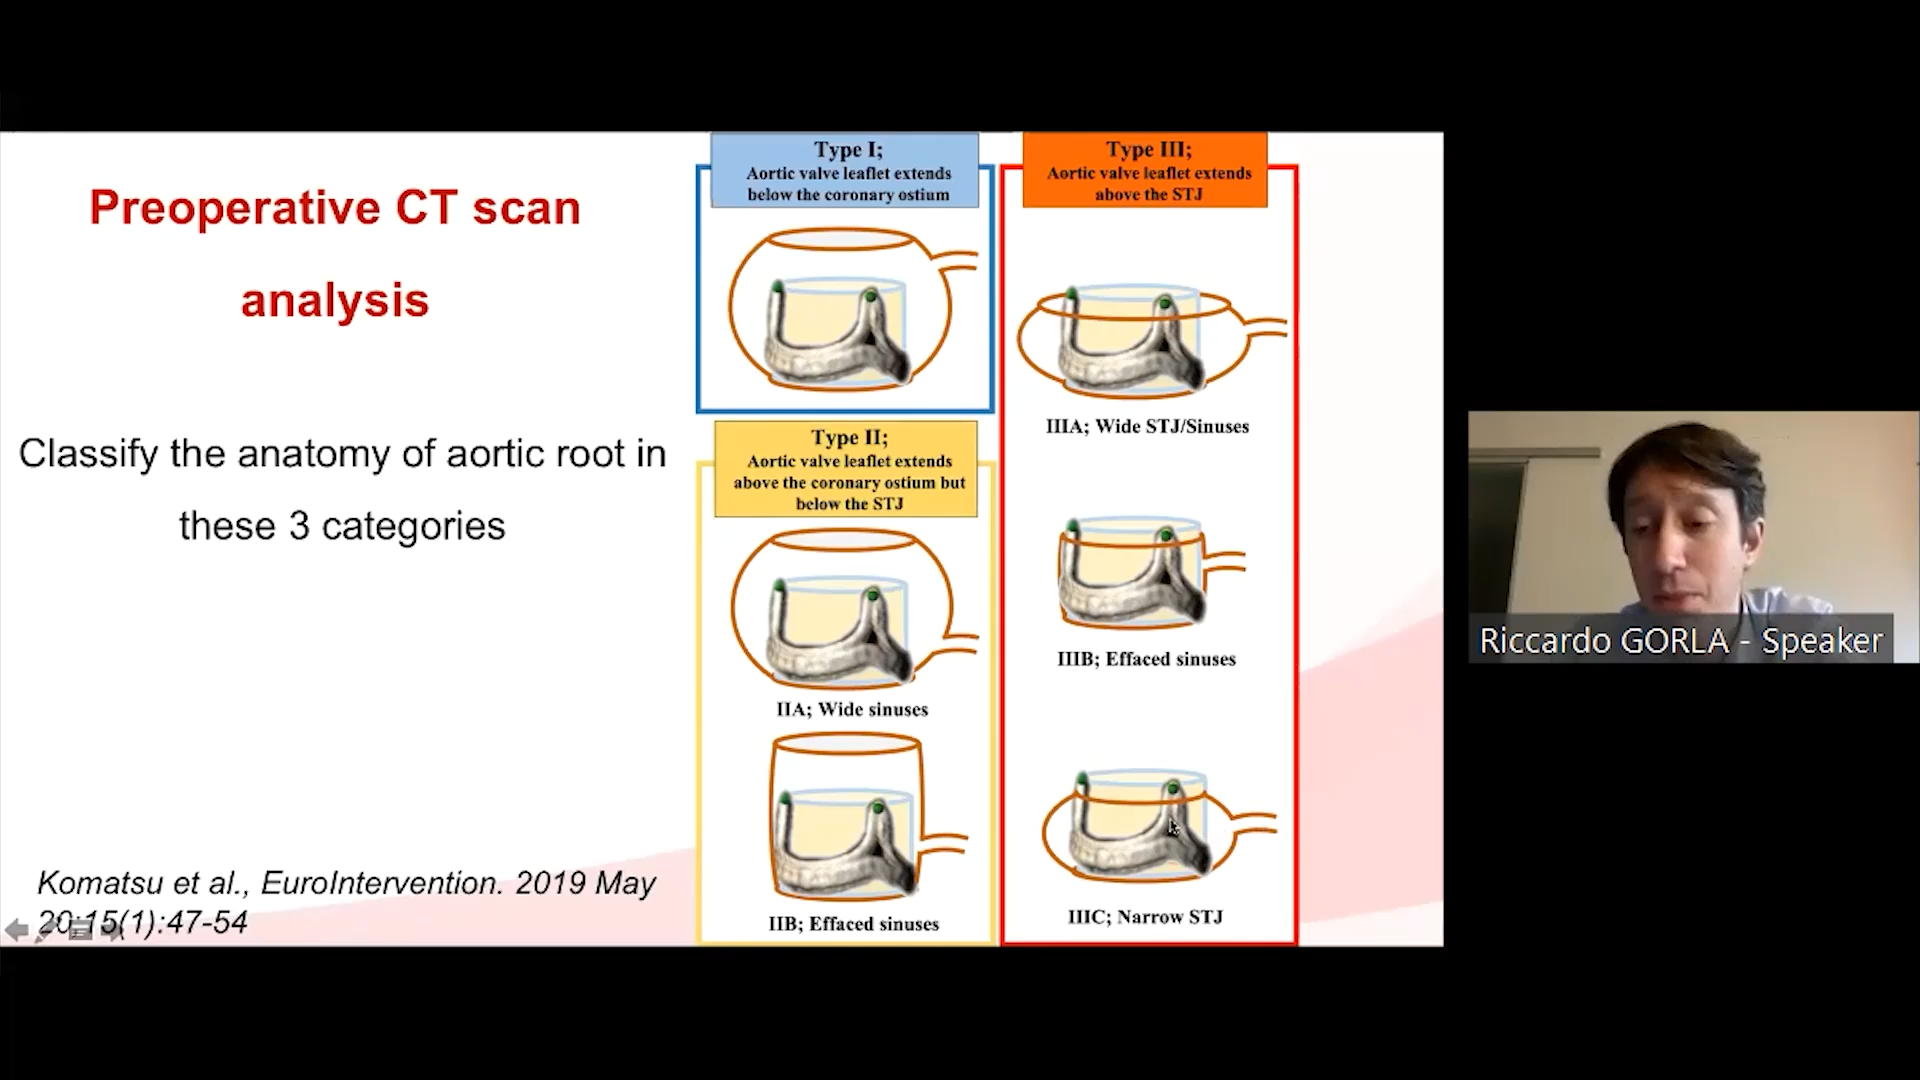 Preoperative CT scan
analysis
Classify the anatomy of aortic root in
these 3 categories
Komatsu et al., EuroIntervention. 2019 May
20;15(1):47-54
Type I;
Aortic valve leaflet extends
below the coronary ostium
Type II;
Aortic valve leaflet extends
above the coronary ostium but
below the STJ
IIA; Wide sinuses
IIB; Effaced sinuses
Type III;
Aortic valve leaflet extends
above the STJ
IIIA; Wide STJ/Sinuses
IIIB; Effaced sinuses
IIIC; Narrow STJ
Riccardo GORLA - Speaker